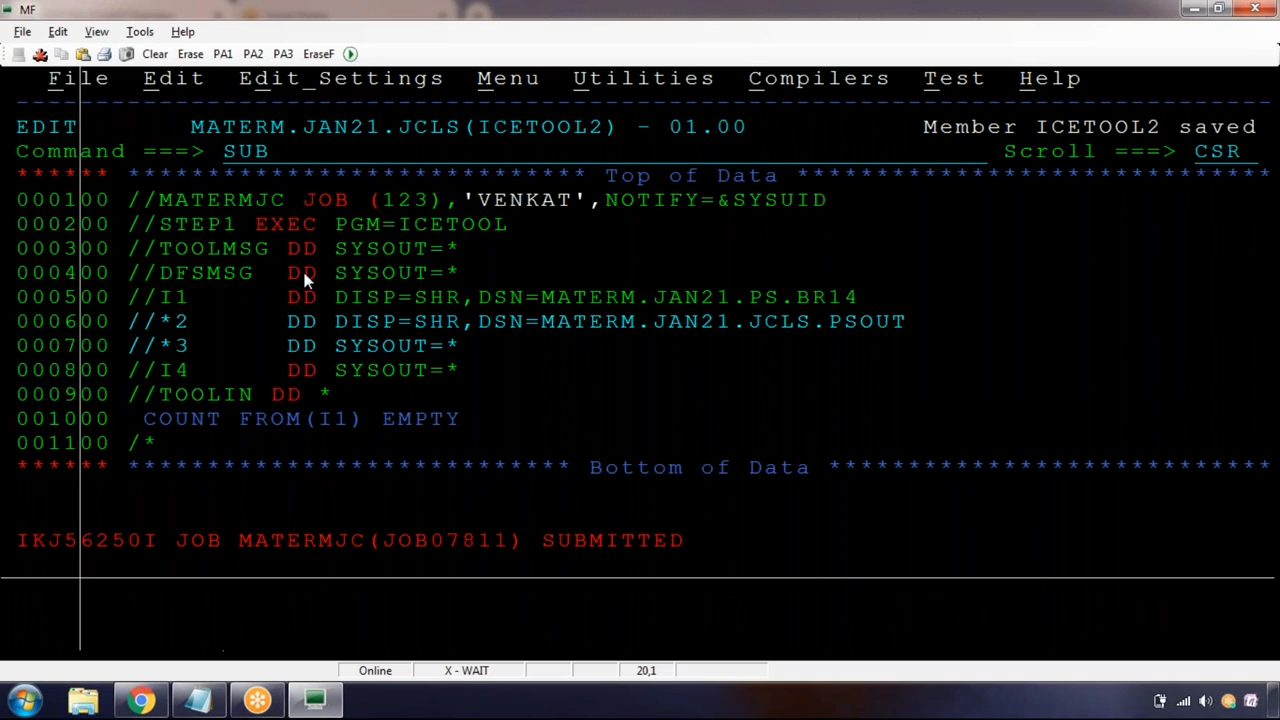 MF
File Edit View Tools Help
Clear Erase PA1 PA2 PA3 EraseF
File Edit Edit_Settings Menu Utilities Compilers Test Help
EDIT MATERM.JAN21.JCLS(ICETOOL2) - 01.00 Member ICETOOL2 saved
Command ===> SUB Scroll ===> CSR
****** ***************************** Top of Data ******************************
000100 //MATERMJC JOB (123),'VENKAT',NOTIFY=&SYSUID
000200 //STEP1 EXEC PGM=ICETOOL
000300 //TOOLMSG DD SYSOUT=*
000400 //DFSMSG DD SYSOUT=*
000500 //I1 DD DISP=SHR,DSN=MATERM.JAN21.PS.BR14
000600 //*2 DD DISP=SHR,DSN=MATERM.JAN21.JCLS.PSOUT
000700 //*3 DD SYSOUT=*
000800 //I4 DD SYSOUT=*
000900 //TOOLIN DD *
001000 COUNT FROM(I1) EMPTY
001100 /*
****** **************************** Bottom of Data ****************************
IKJ56250I JOB MATERMJC(JOB07811) SUBMITTED
Online X - WAIT 20,1